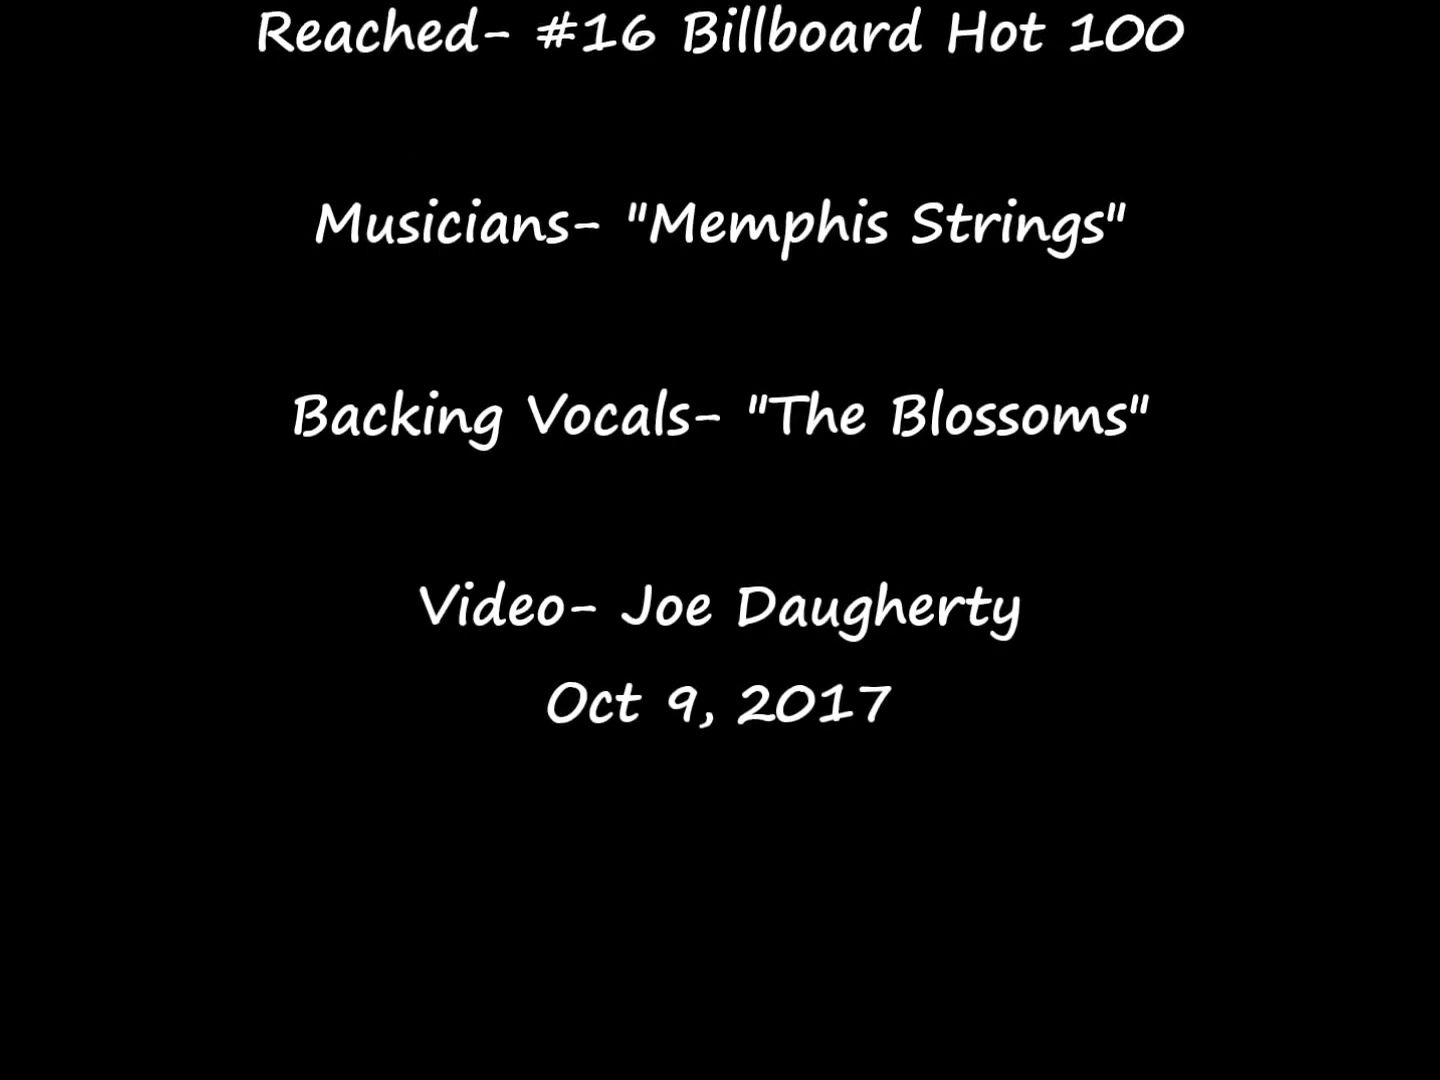 Reached- #16 Billboard Hot 100
Musicians- "Memphis Strings"
Backing Vocals- "The Blossoms"
Video- Joe Daugherty
Oct 9, 2017